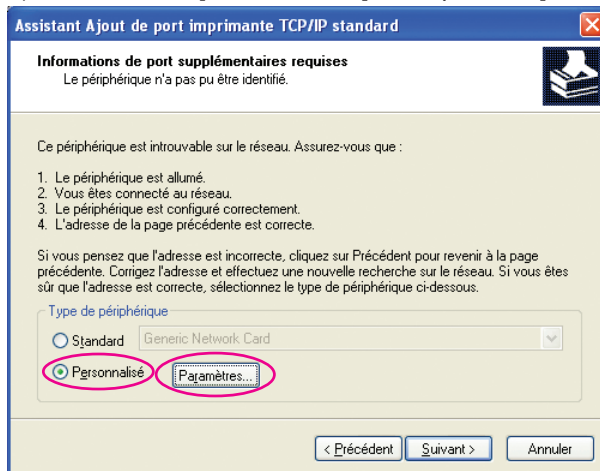 Assistant Ajout de port imprimante TCP/IP standard
Informations de port supplémentaires requises
Le périphérique n'a pas pu être identifié.
Ce périphérique est introuvable sur le réseau. Assurez-vous que :
1. Le périphérique est allumé.
2. Vous êtes connecté au réseau.
3. Le périphérique est configuré correctement.
4. L'adresse de la page précédente est correcte.
Si vous pensez que l'adresse est incorrecte, cliquez sur Précédent pour revenir à la page
précédente. Corrigez l'adresse et effectuez une nouvelle recherche sur le réseau. Si vous êtes
sûr que l'adresse est correcte, sélectionnez le type de périphérique ci-dessous.
Type de périphérique
Standard Generic Network Card
Personnalisé Paramètres...
< Précédent Suivant > Annuler